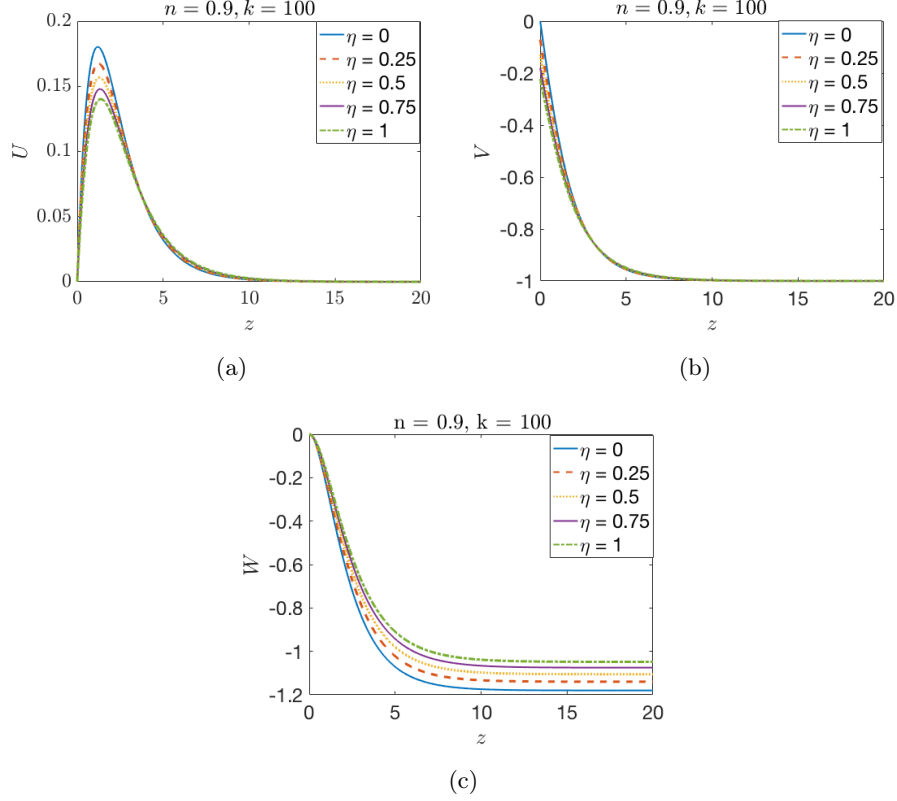 n = 0.9, k = 100
0.2
0.15
0.1
0.05
0
U
0 5 10 15 20
z
η = 0
η = 0.25
η = 0.5
η = 0.75
η = 1
(a)
n = 0.9, k = 100
0
-0.2
-0.4
-0.6
-0.8
-1
V
0 5 10 15 20
z
η = 0
η = 0.25
η = 0.5
η = 0.75
η = 1
(b)
n = 0.9, k = 100
0
-0.2
-0.4
-0.6
-0.8
-1
-1.2
W
0 5 10 15 20
z
η = 0
η = 0.25
η = 0.5
η = 0.75
η = 1
(c)